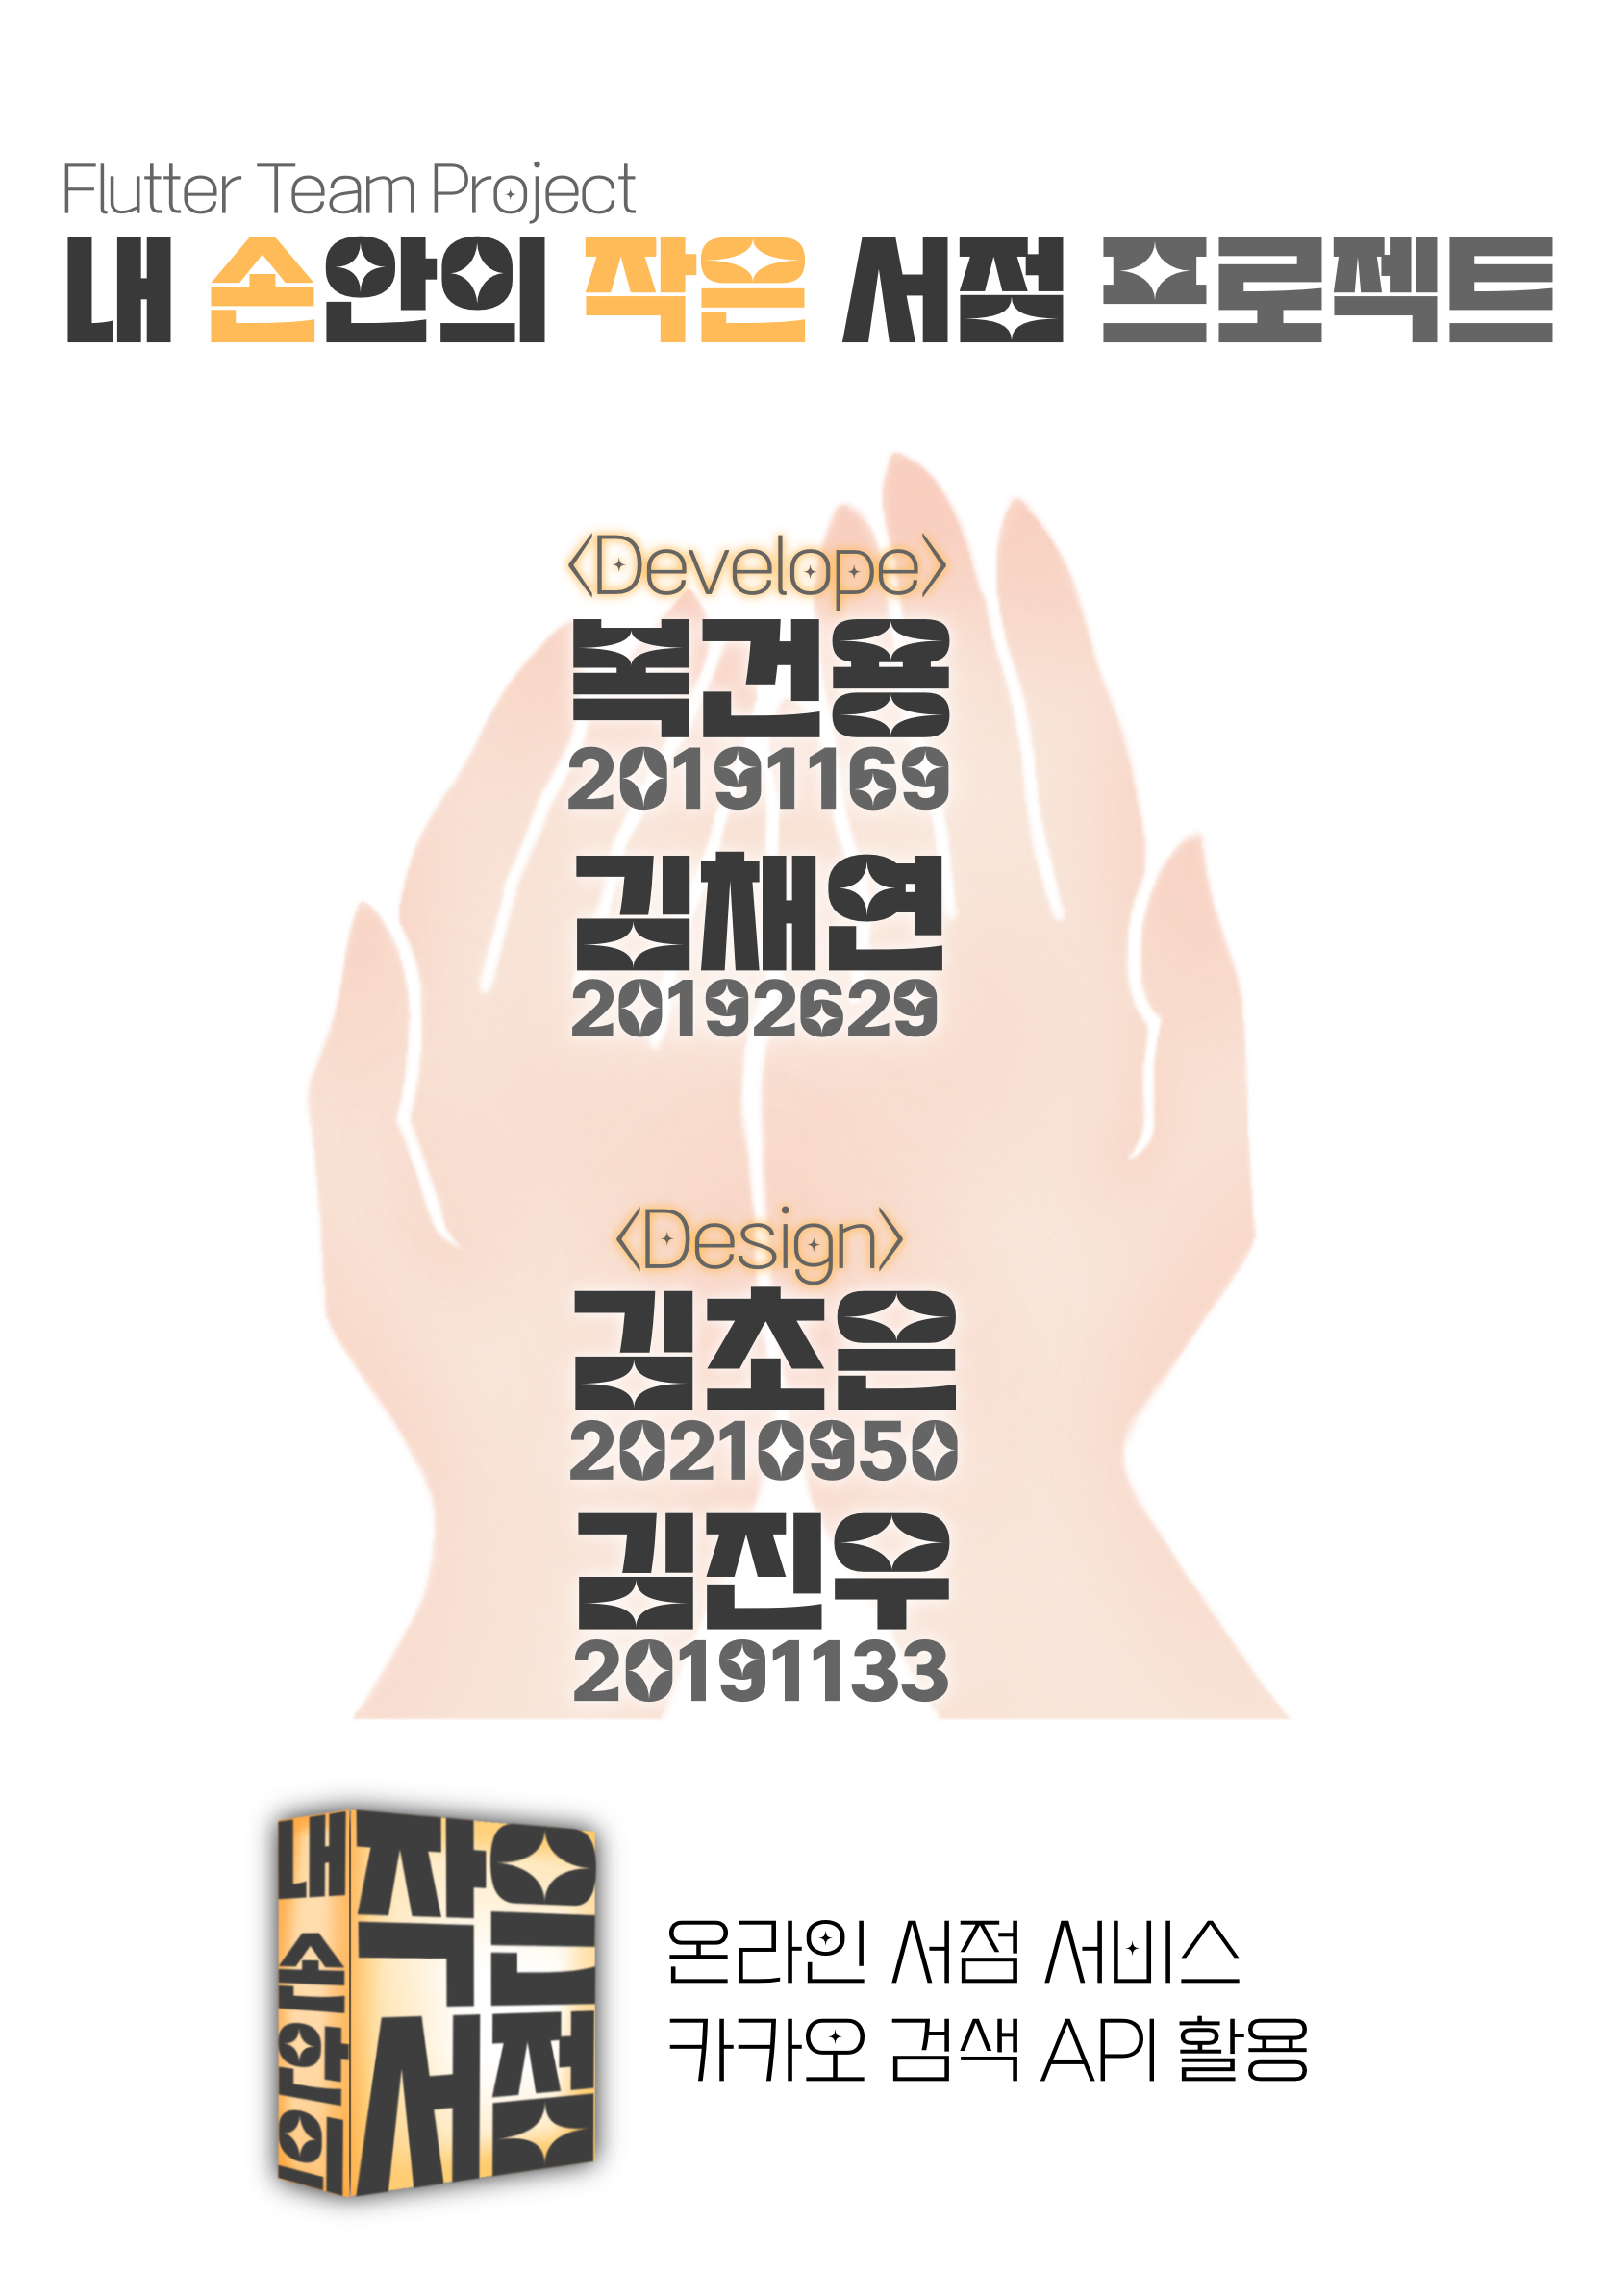 Flutter Team Project
내 손안의 작은 서점 프로젝트
<Develope>
복건용
20191169
김채연
20192629
<Design>
김초은
20210950
김진우
20191133
내 손안의
작은
서점
온라인 서점 서비스
카카오 검색 API 활용